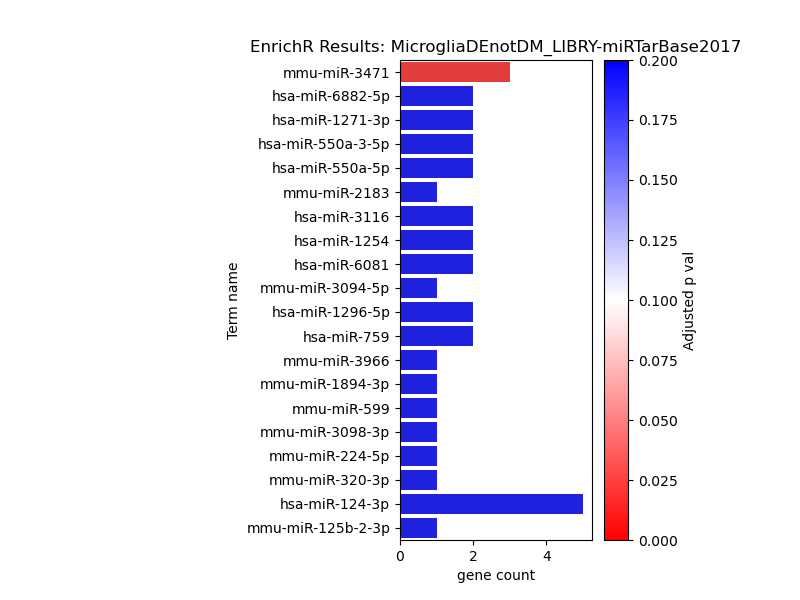 EnrichR Results: MicrogliaDEnotDM_LIBRY-miRTarBase2017
mmu-miR-3471
hsa-miR-6882-5p
hsa-miR-1271-3p
hsa-miR-550a-3-5p
hsa-miR-550a-5p
mmu-miR-2183
hsa-miR-3116
hsa-miR-1254
hsa-miR-6081
mmu-miR-3094-5p
hsa-miR-1296-5p
hsa-miR-759
mmu-miR-3966
mmu-miR-1894-3p
mmu-miR-599
mmu-miR-3098-3p
mmu-miR-224-5p
mmu-miR-320-3p
hsa-miR-124-3p
mmu-miR-125b-2-3p
Term name
0 2 4
gene count
0.200
0.175
0.150
0.125
0.100
0.075
0.050
0.025
0.000
Adjusted p val